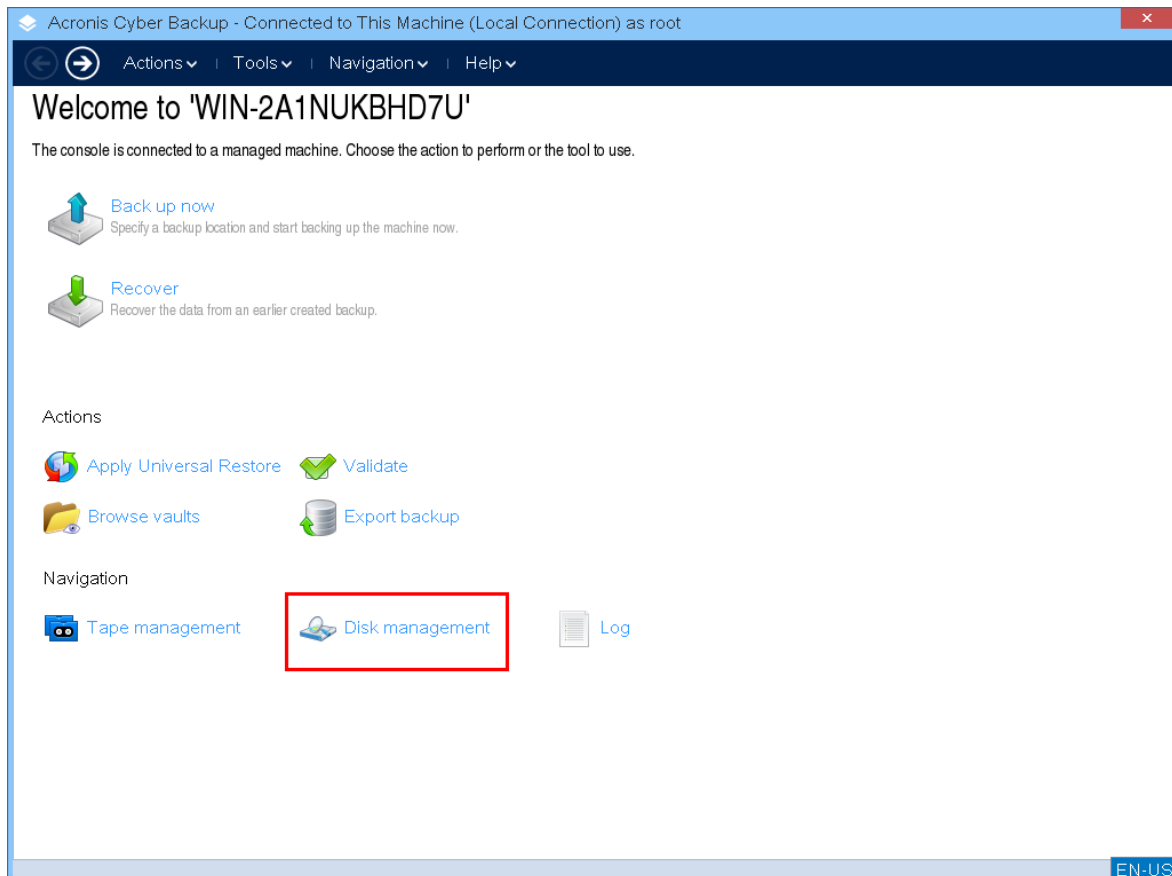 Acronis Cyber Backup - Connected to This Machine (Local Connection) as root
Actions Tools Navigation Help
Welcome to 'WIN-2A1NUKBHD7U'
The console is connected to a managed machine. Choose the action to perform or the tool to use.
Back up now
Specify a backup location and start backing up the machine now.
Recover
Recover the data from an earlier created backup.
Actions
Apply Universal Restore Validate
Browse vaults Export backup
Navigation
Tape management Disk management Log
EN-US